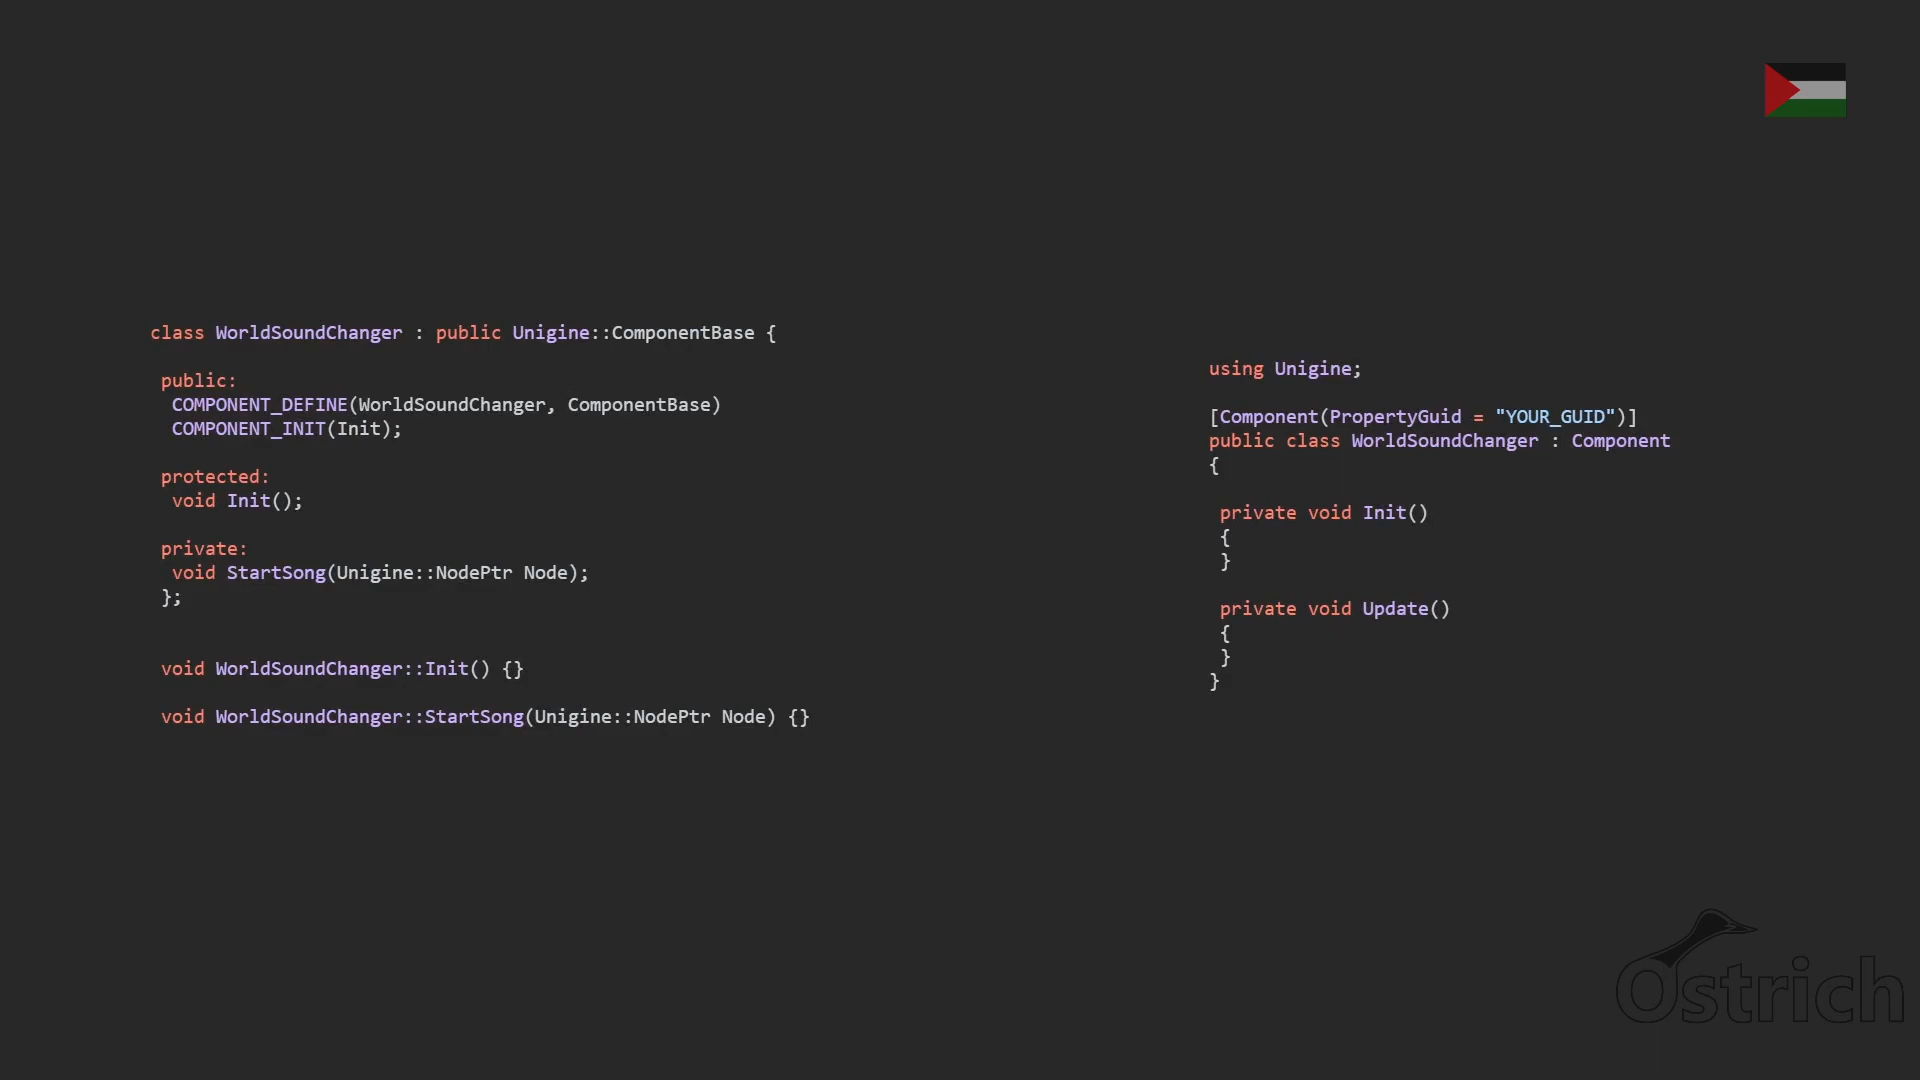 class WorldSoundChanger : public Unigine::ComponentBase {
public:
COMPONENT_DEFINE(WorldSoundChanger, ComponentBase)
COMPONENT_INIT(Init);
protected:
void Init();
private:
void StartSong(Unigine::NodePtr Node);
};
void WorldSoundChanger::Init() {}
void WorldSoundChanger::StartSong(Unigine::NodePtr Node) {}
using Unigine;
[Component(PropertyGuid = "YOUR_GUID")]
public class WorldSoundChanger : Component
{
private void Init()
{
}
private void Update()
{
}
}
Ostrich